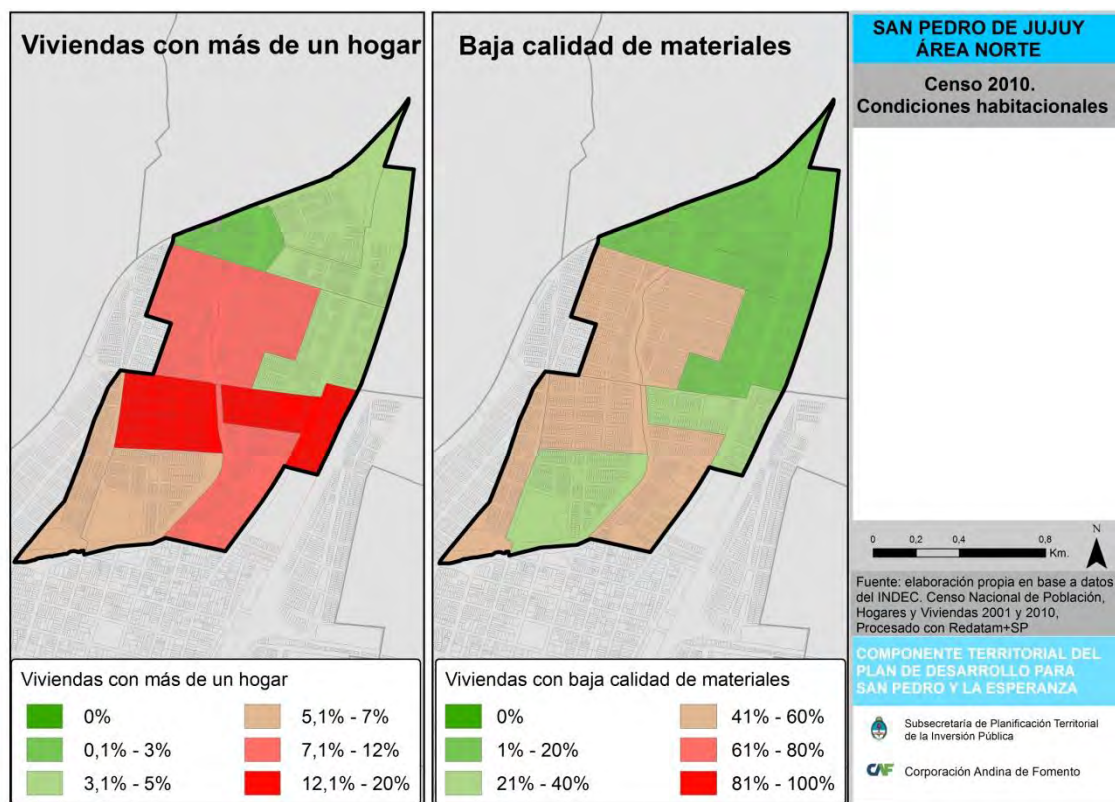 Viviendas con más de un hogar
Baja calidad de materiales
SAN PEDRO DE JUJUY
ÁREA NORTE
Censo 2010.
Condiciones habitacionales
N
0 0,2 0,4 0,8
Km.
Fuente: elaboración propia en base a datos
del INDEC. Censo Nacional de Población,
Hogares y Viviendas 2001 y 2010,
Procesado con Redatam+SP
COMPONENTE TERRITORIAL DEL
PLAN DE DESARROLLO PARA
SAN PEDRO Y LA ESPERANZA
Subsecretaría de Planificación Territorial
de la Inversión Pública
CAF Corporación Andina de Fomento
Viviendas con más de un hogar
0%
0,1% - 3%
3,1% - 5%
5,1% - 7%
7,1% - 12%
12,1% - 20%
Viviendas con baja calidad de materiales
0%
1% - 20%
21% - 40%
41% - 60%
61% - 80%
81% - 100%